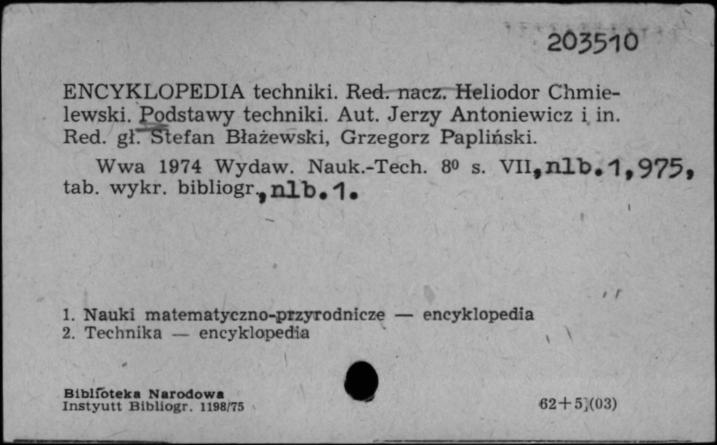 203510
ENCYKLOPEDIA techniki. Red. nacz. Heliodor Chmie-
lewski. Podstawy techniki. Aut. Jerzy Antoniewicz i in.
Red. gł. Stefan Błażewski, Grzegorz Papliński.
Wwa 1974 Wydaw. Nauk.-Tech. 8⁰ s. VII,nlb.1,975,
tab. wykr. bibliogr.,nlb.1.
1. Nauki matematyczno-przyrodnicze — encyklopedia
2. Technika — encyklopedia
Biblioteka Narodowa
Instyutt Bibliogr. 1198/75
62+5](03)